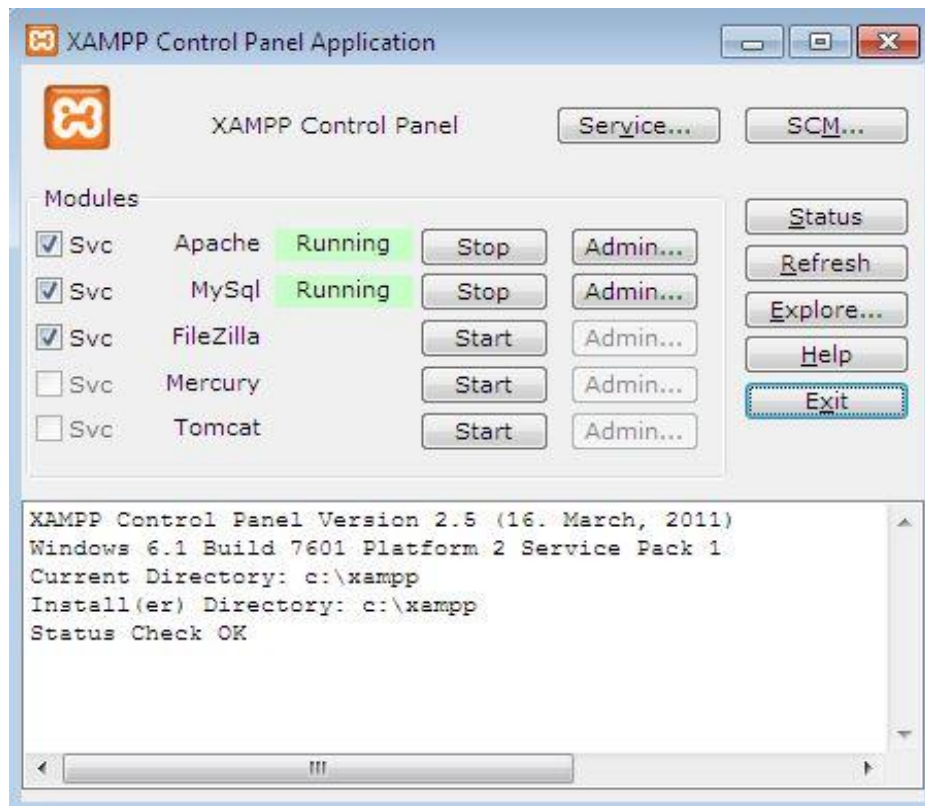 XAMPP Control Panel Application
XAMPP Control Panel Service... SCM...
Modules
Svc Apache Running Stop Admin...
Svc MySql Running Stop Admin...
Svc FileZilla Start Admin...
Svc Mercury Start Admin...
Svc Tomcat Start Admin...
Status
Refresh
Explore...
Help
Exit
XAMPP Control Panel Version 2.5 (16. March, 2011)
Windows 6.1 Build 7601 Platform 2 Service Pack 1
Current Directory: c:\xampp
Install(er) Directory: c:\xampp
Status Check OK